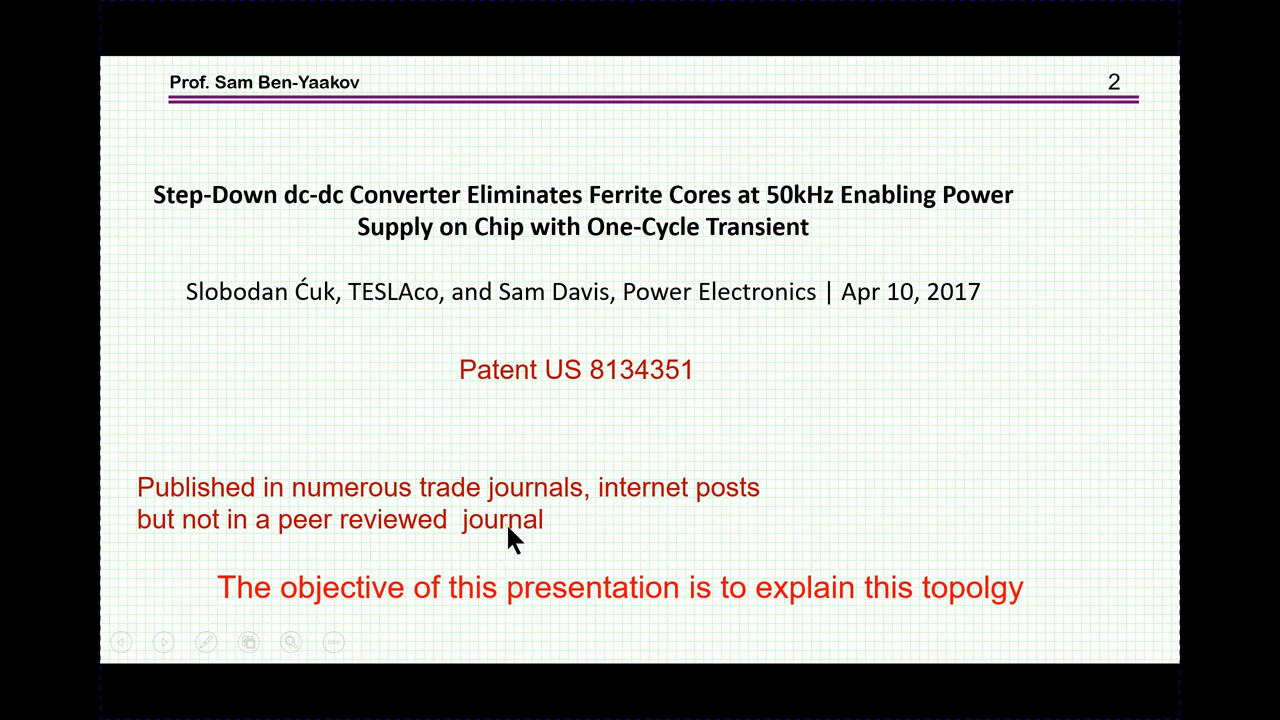 Prof. Sam Ben-Yaakov
2
Step-Down dc-dc Converter Eliminates Ferrite Cores at 50kHz Enabling Power
Supply on Chip with One-Cycle Transient
Slobodan Ćuk, TESLAco, and Sam Davis, Power Electronics | Apr 10, 2017
Patent US 8134351
Published in numerous trade journals, internet posts
but not in a peer reviewed  journal
The objective of this presentation is to explain this topolgy